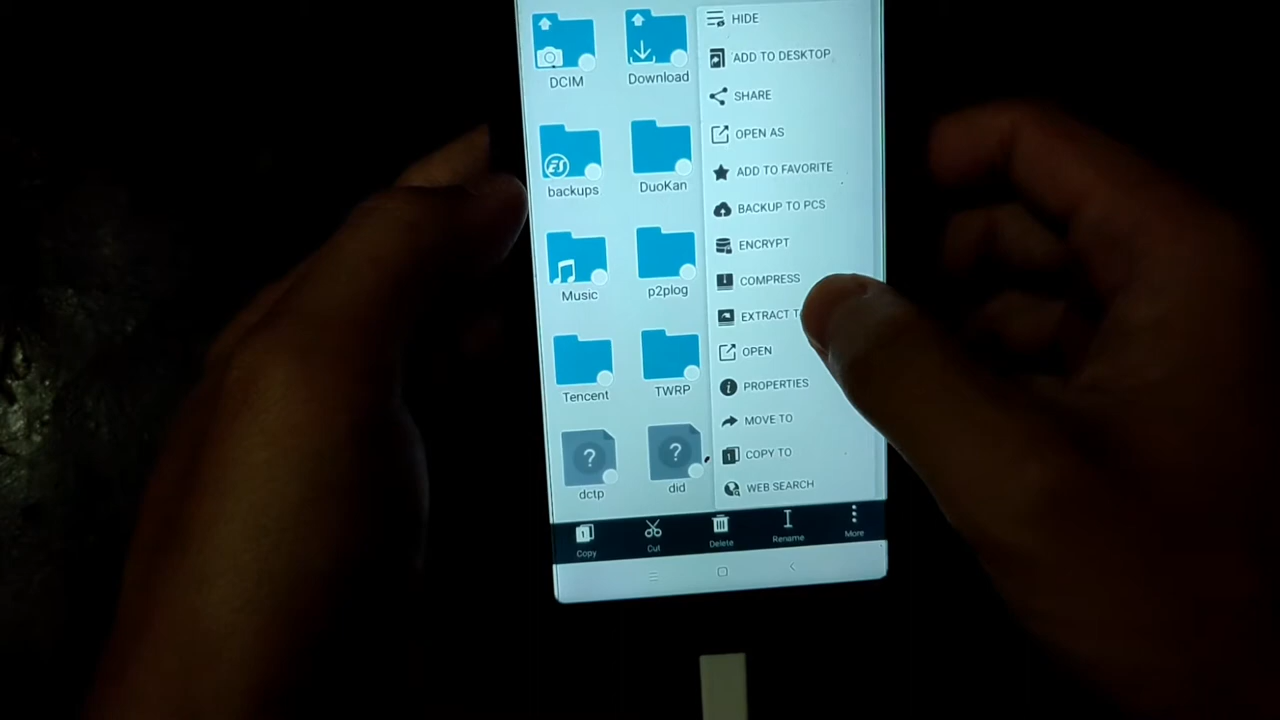 DCIM
Download
backups
DuoKan
Music
p2plog
Tencent
TWRP
?
?
dctp
did
HIDE
ADD TO DESKTOP
SHARE
OPEN AS
ADD TO FAVORITE
BACKUP TO PCS
ENCRYPT
COMPRESS
EXTRACT
OPEN
PROPERTIES
MOVE TO
COPY TO
WEB SEARCH
Copy
Cut
Delete
Rename
More